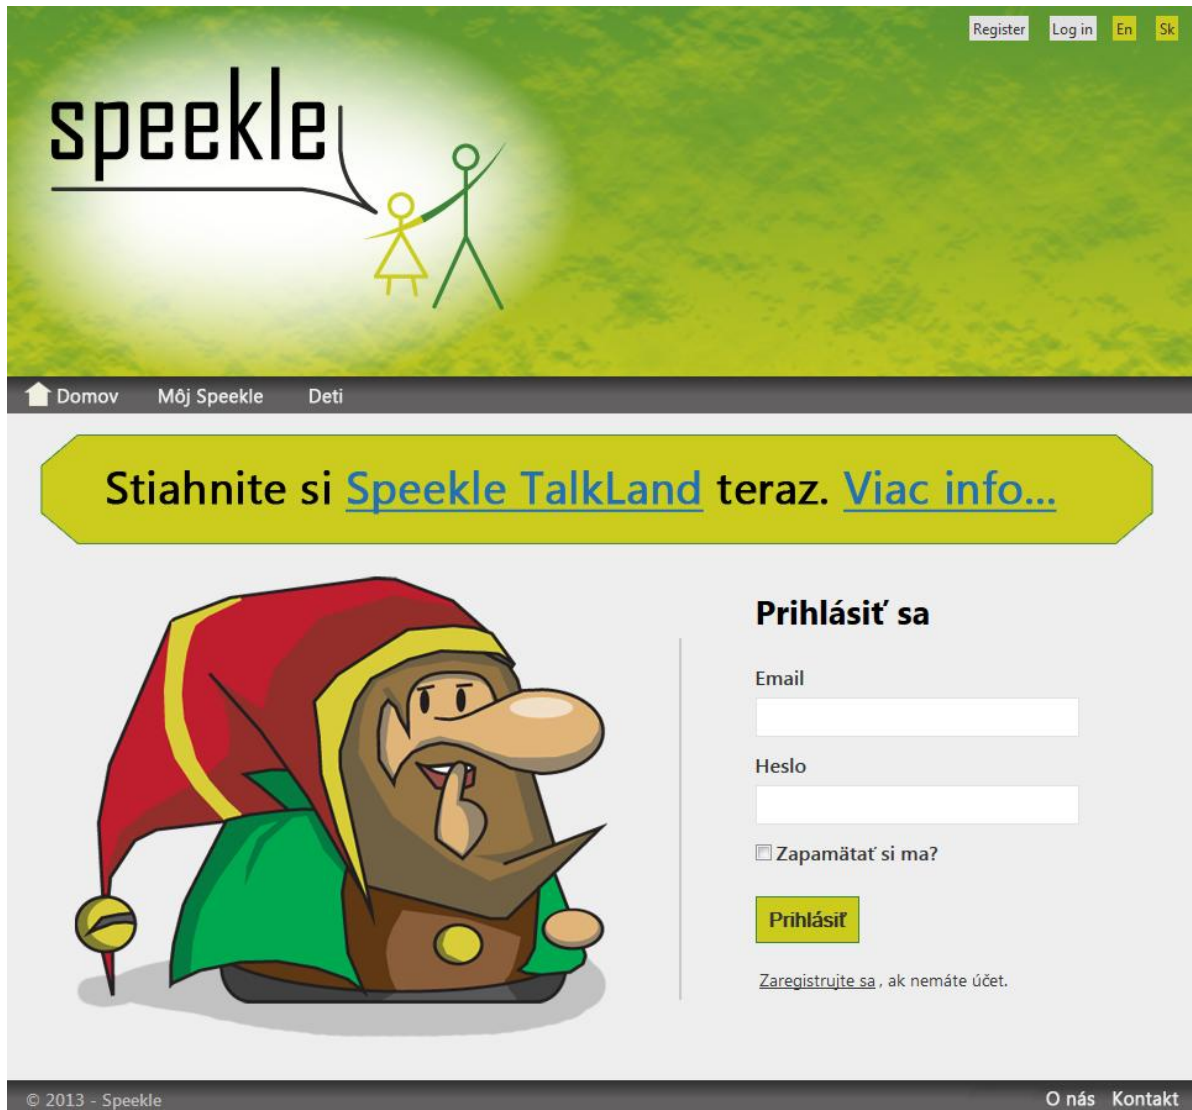 Register Log in En Sk
speekle
Domov Môj Speekle Deti
Stiahnite si Speekle TalkLand teraz. Viac info...
Prihlásiť sa
Email
Heslo
Zapamätať si ma?
Prihlásiť
Zaregistrujte sa , ak nemáte účet.
© 2013 - Speekle
O nás Kontakt